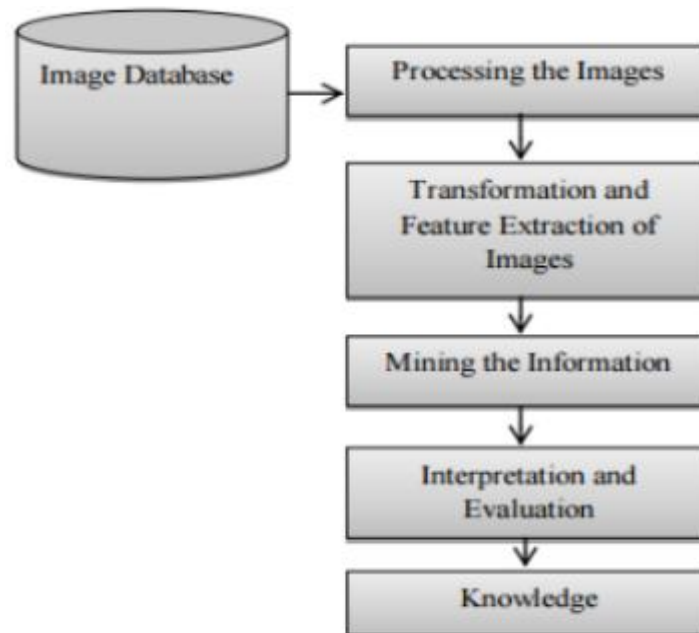 Image Database
Processing the Images
Transformation and
Feature Extraction of
Images
Mining the Information
Interpretation and
Evaluation
Knowledge